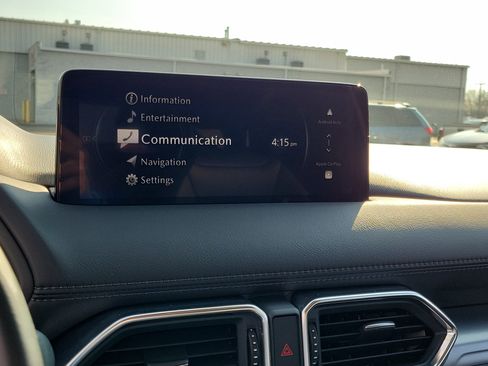 Information
Entertainment
Communication
4:15 pm
Navigation
Settings
Android Auto
Apple CarPlay